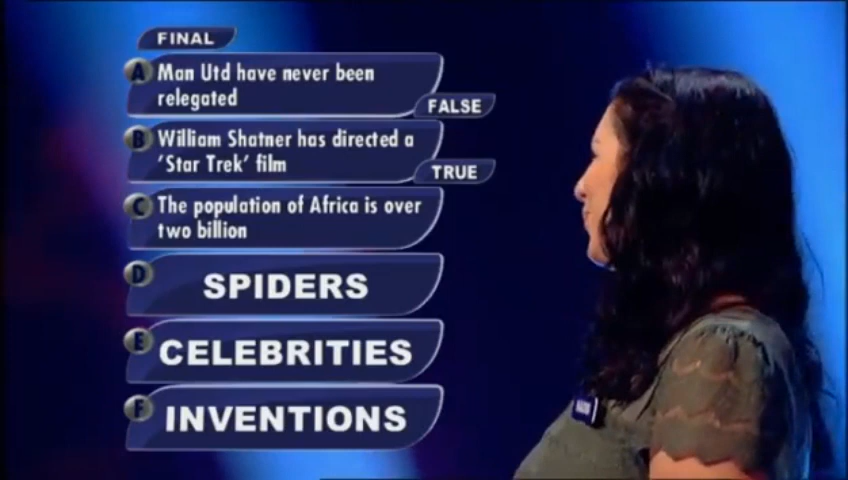 FINAL
A Man Utd have never been
relegated
FALSE
B William Shatner has directed a
'Star Trek' film
TRUE
C The population of Africa is over
two billion
D SPIDERS
E CELEBRITIES
F INVENTIONS